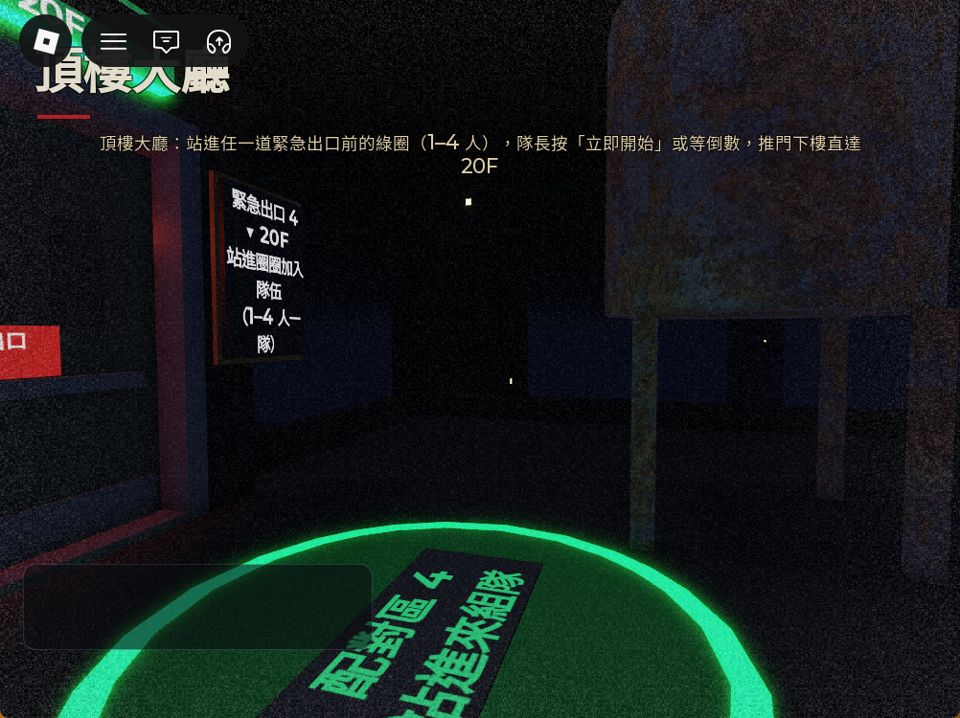 20F
頂樓大廳
頂樓大廳：站進任一道緊急出口前的綠圈（1–4 人），隊長按「立即開始」或等倒數，推門下樓直達
20F
緊急出口 4
▼ 20F
站進圈圈加入
隊伍
（1–4 人一
隊）
出口
配對區 4
站進來組隊